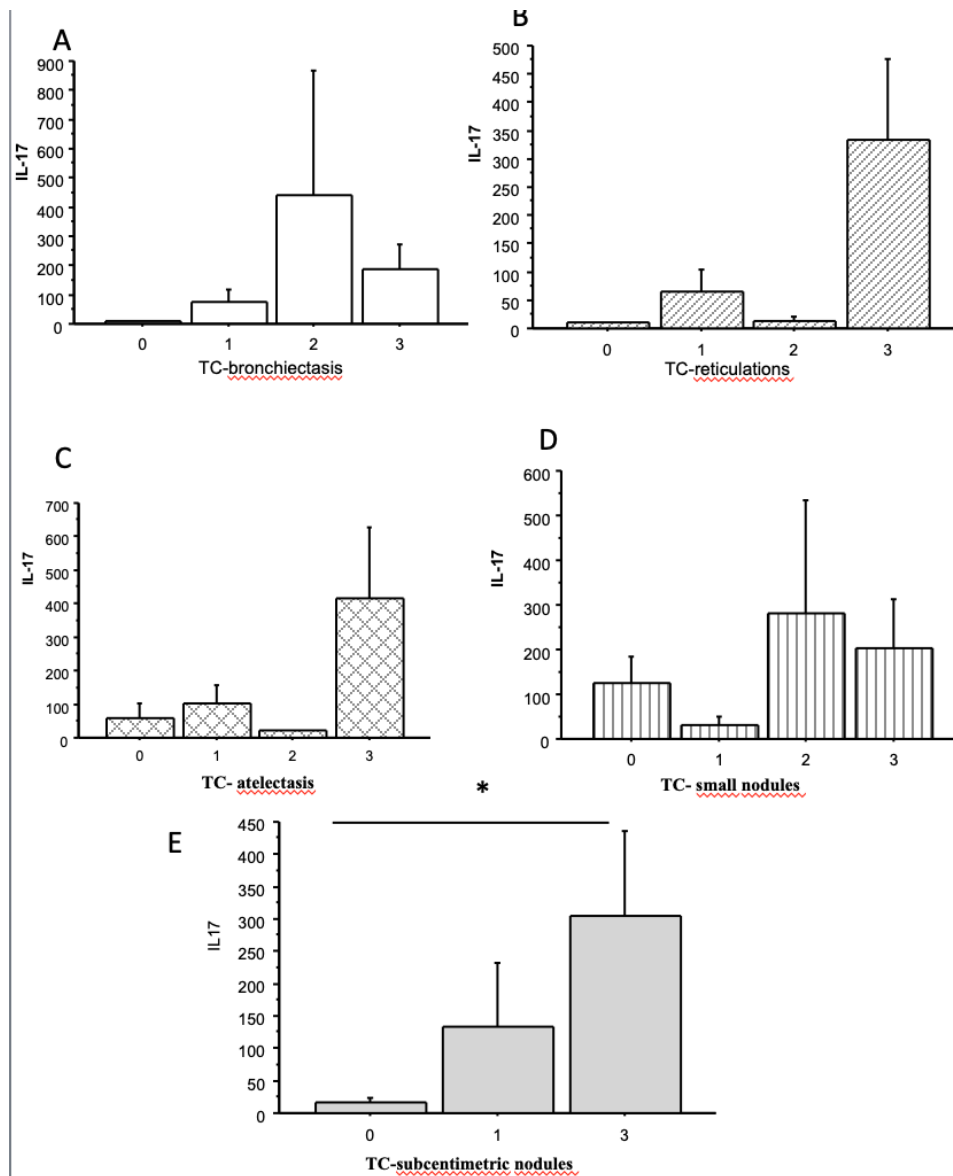 A
900
800
700
600
500
400
300
200
100
0
IL-17
0 1 2 3
TC-bronchiectasis
B
500
450
400
350
300
250
200
150
100
50
0
IL-17
0 1 2 3
TC-reticulations
C
700
600
500
400
300
200
100
0
IL-17
0 1 2 3
TC- atelectasis
D
600
500
400
300
200
100
0
IL-17
0 1 2 3
TC- small nodules
*
E
450
400
350
300
250
200
150
100
50
0
IL17
0 1 3
TC-subcentimetric nodules